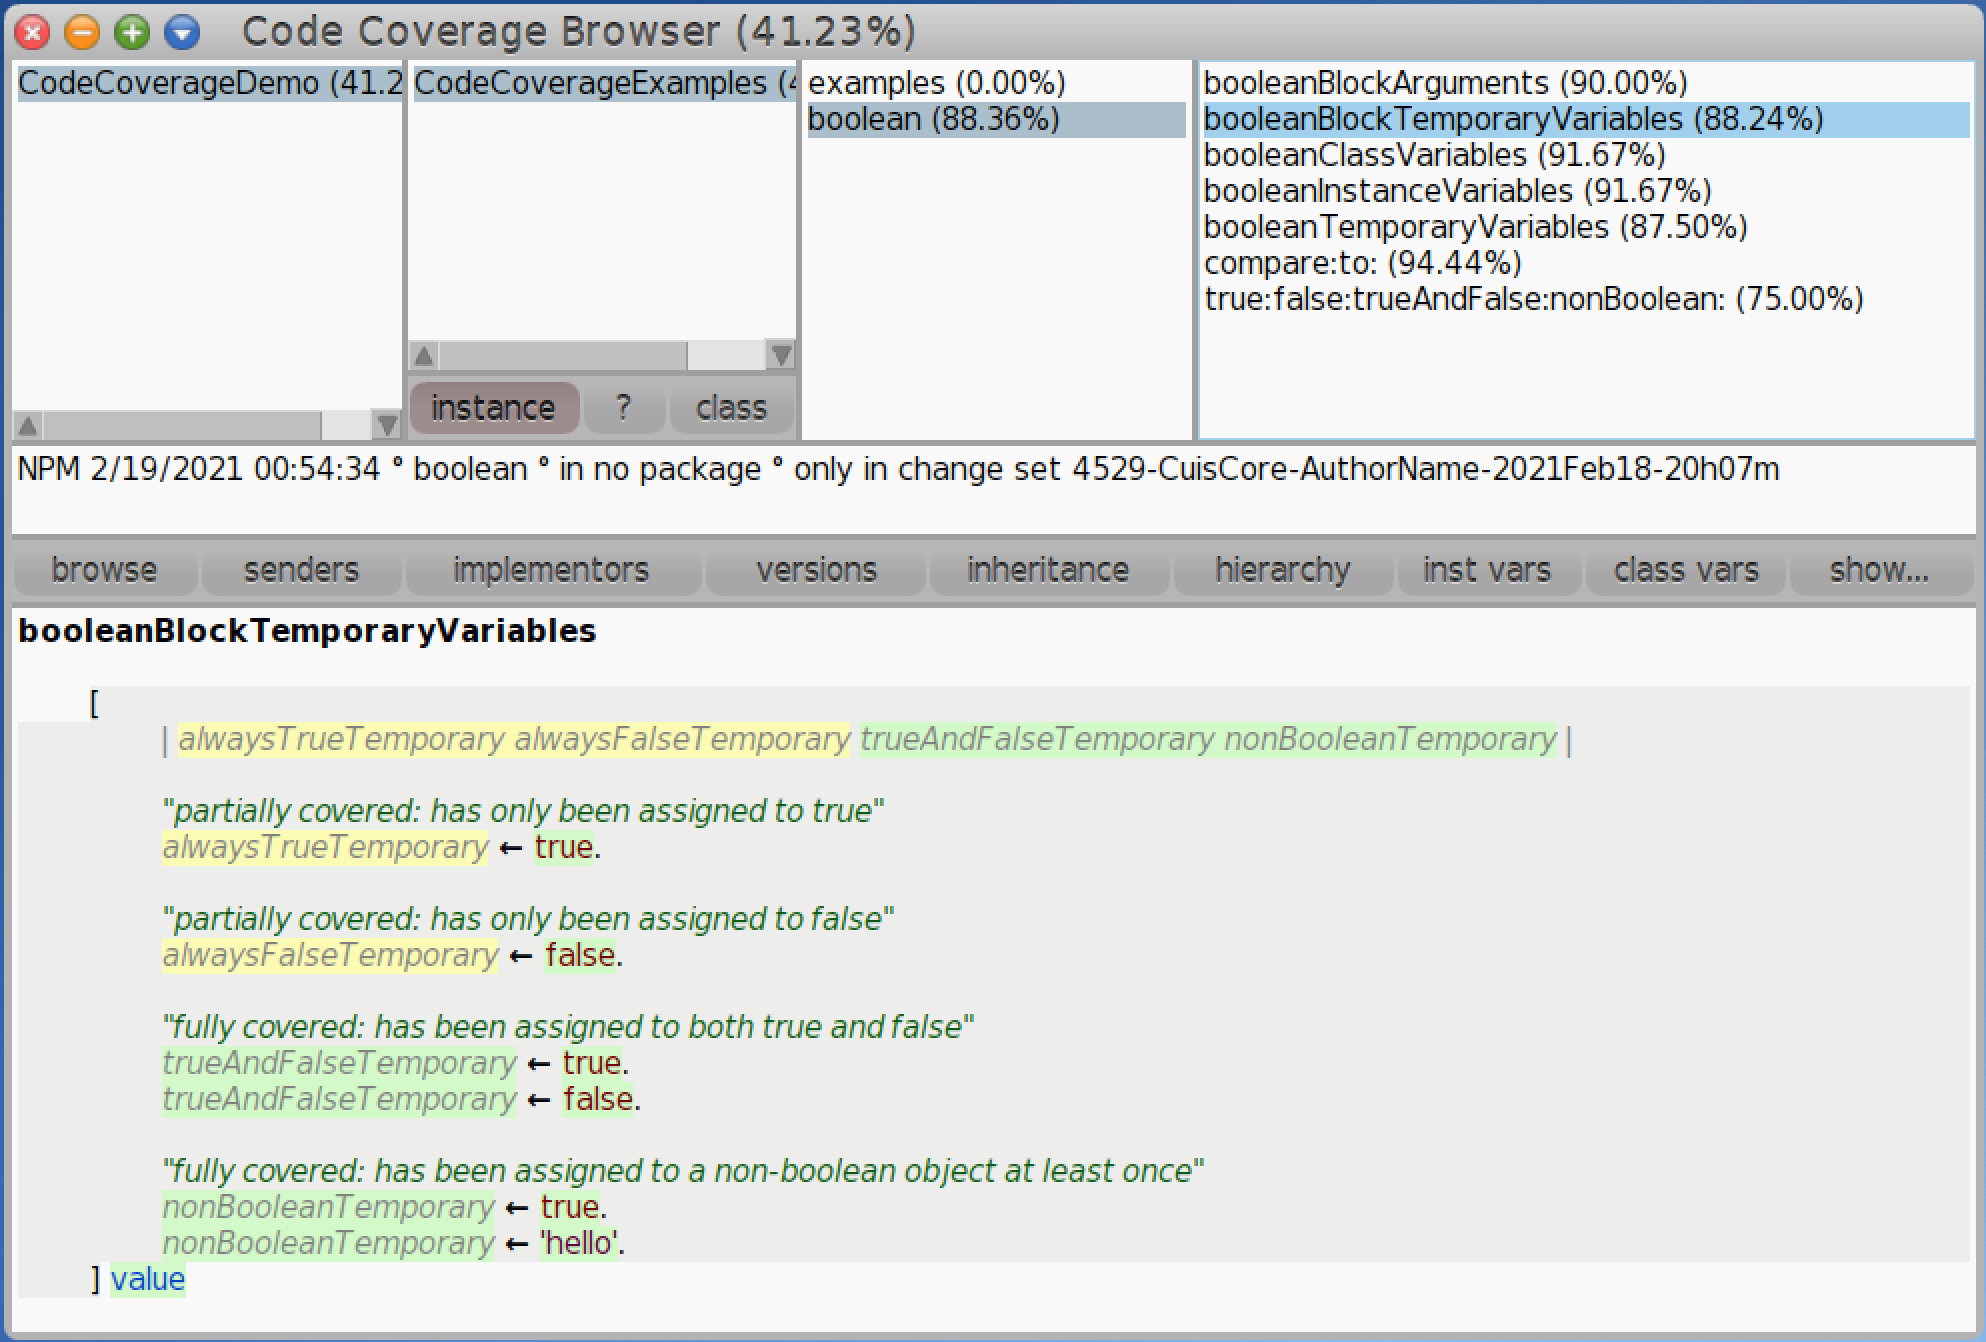 Code Coverage Browser (41.23%)
CodeCoverageDemo (41.2
CodeCoverageExamples (4
instance ? class
examples (0.00%)
boolean (88.36%)
booleanBlockArguments (90.00%)
booleanBlockTemporaryVariables (88.24%)
booleanClassVariables (91.67%)
booleanInstanceVariables (91.67%)
booleanTemporaryVariables (87.50%)
compare:to: (94.44%)
true:false:trueAndFalse:nonBoolean: (75.00%)
NPM 2/19/2021 00:54:34 ° boolean ° in no package ° only in change set 4529-CuisCore-AuthorName-2021Feb18-20h07m
browse senders implementors versions inheritance hierarchy inst vars class vars show...
booleanBlockTemporaryVariables
[
| alwaysTrueTemporary alwaysFalseTemporary trueAndFalseTemporary nonBooleanTemporary |
"partially covered: has only been assigned to true"
alwaysTrueTemporary ← true.
"partially covered: has only been assigned to false"
alwaysFalseTemporary ← false.
"fully covered: has been assigned to both true and false"
trueAndFalseTemporary ← true.
trueAndFalseTemporary ← false.
"fully covered: has been assigned to a non-boolean object at least once"
nonBooleanTemporary ← true.
nonBooleanTemporary ← 'hello'.
] value